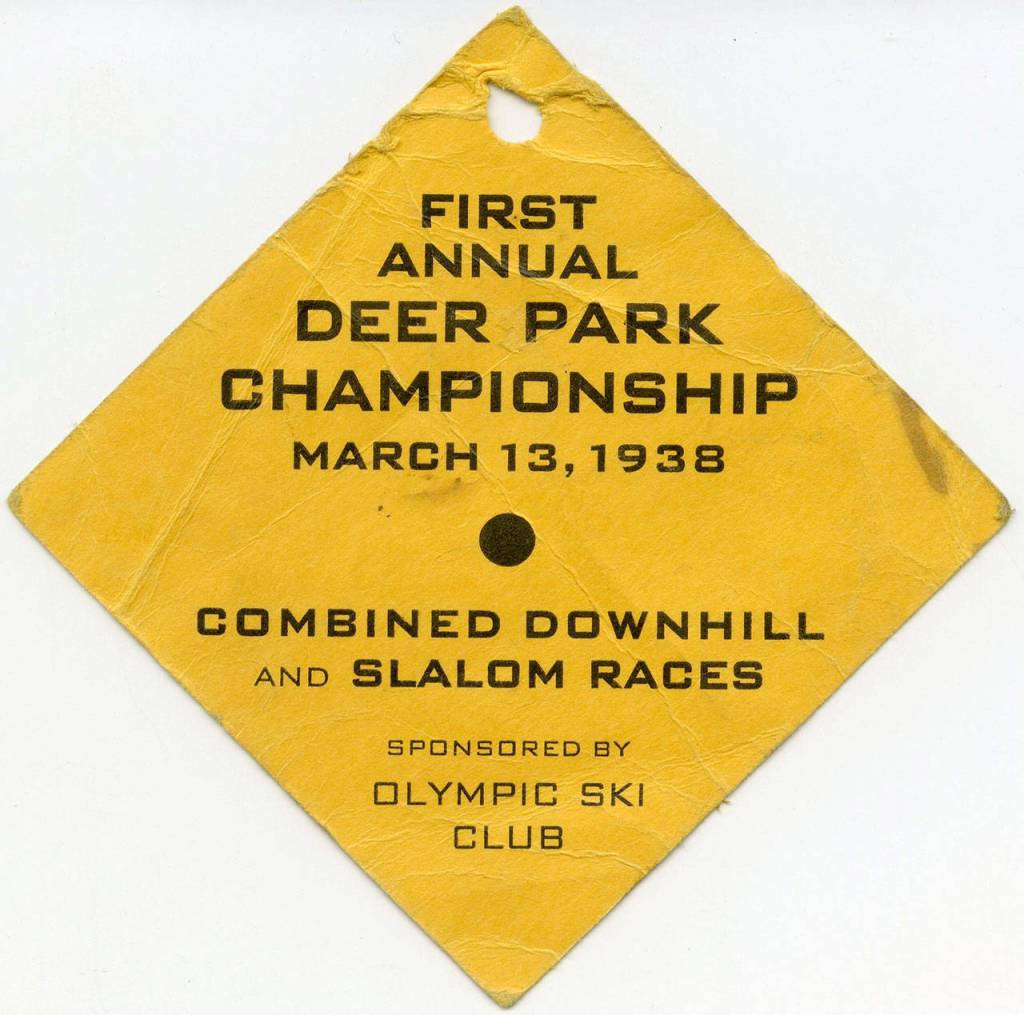 FIRST
ANNUAL
DEER PARK
CHAMPIONSHIP
MARCH 13, 1938
COMBINED DOWNHILL
AND SLALOM RACES
SPONSORED BY
OLYMPIC SKI
CLUB